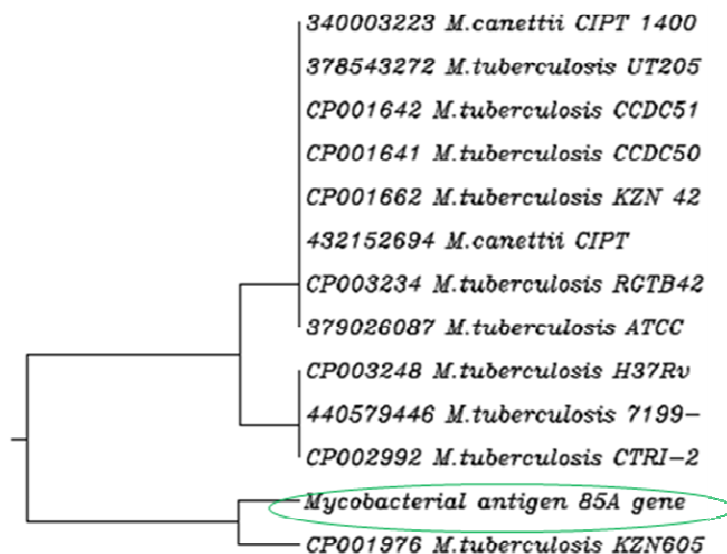 340003223 M.canettii CIPT 1400
378543272 M.tuberculosis UT205
CP001642 M.tuberculosis CCDC51
CP001641 M.tuberculosis CCDC50
CP001662 M.tuberculosis KZN 42
432152694 M.canettii CIPT
CP003234 M.tuberculosis RGTB42
379026087 M.tuberculosis ATCC
CP003248 M.tuberculosis H37Rv
440579446 M.tuberculosis 7199-
CP002992 M.tuberculosis CTRI-2
Mycobacterial antigen 85A gene
CP001976 M.tuberculosis KZN605